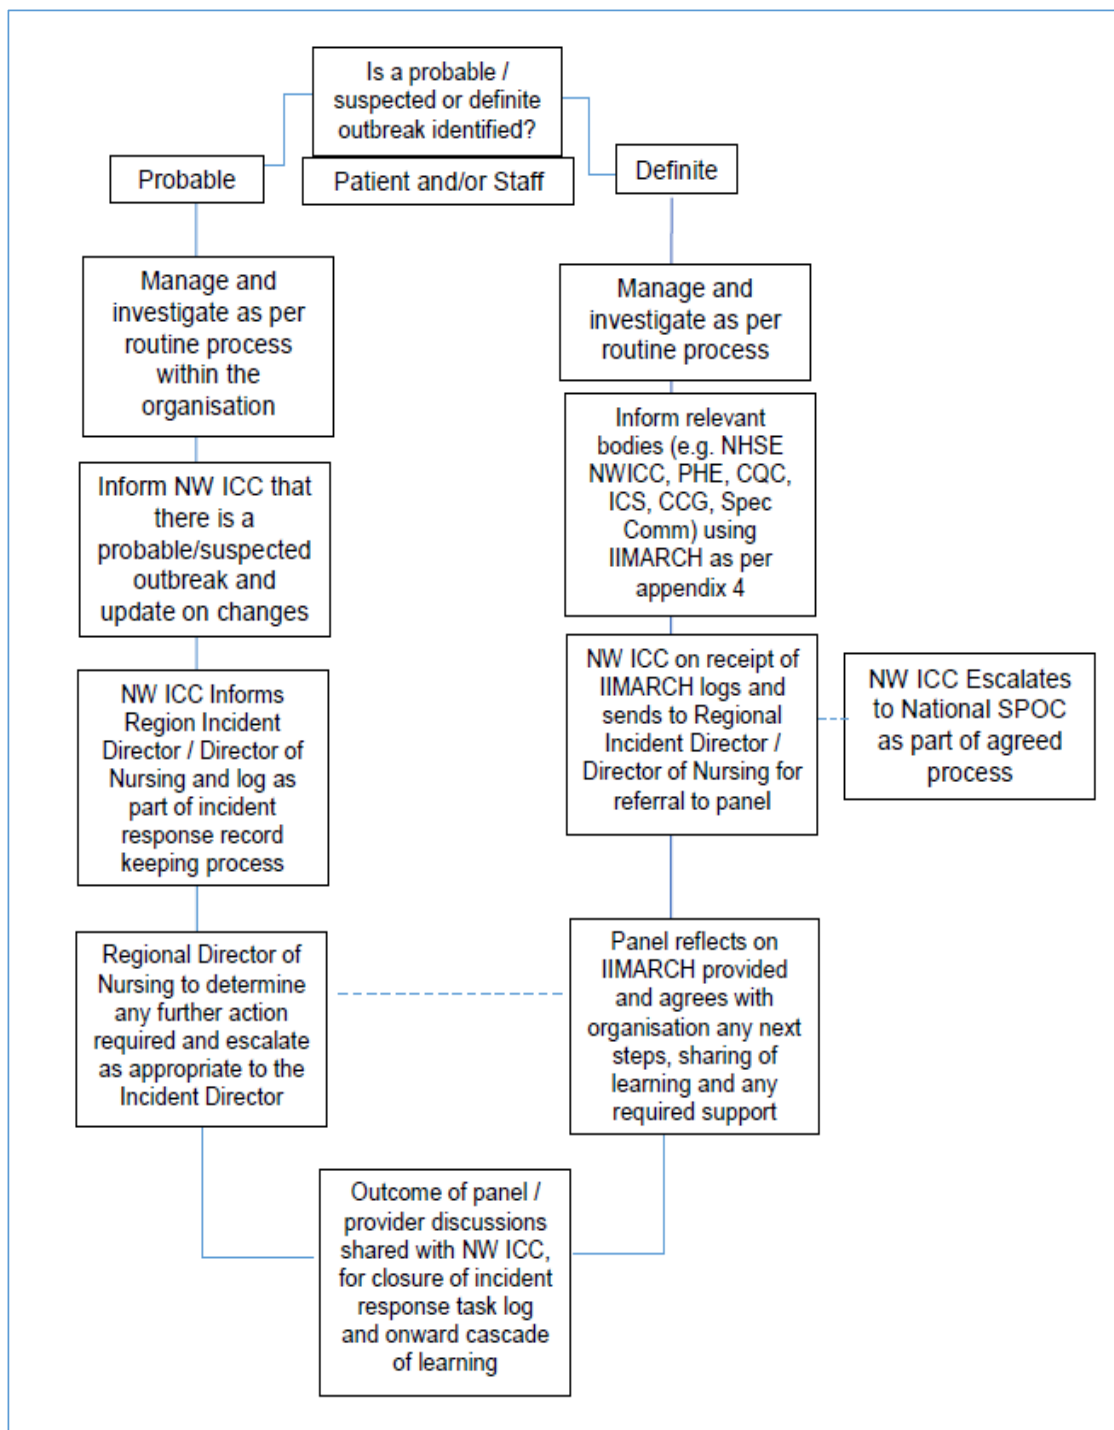 Is a probable /
suspected or definite
outbreak identified?
Patient and/or Staff
Probable
Manage and
investigate as per
routine process
within the
organisation
Inform NW ICC that
there is a
probable/suspected
outbreak and
update on changes
NW ICC Informs
Region Incident
Director / Director of
Nursing and log as
part of incident
response record
keeping process
Regional Director of
Nursing to determine
any further action
required and escalate
as appropriate to the
Incident Director
Definite
Manage and
investigate as per
routine process
Inform relevant
bodies (e.g. NHSE
NWICC, PHE, CQC,
ICS, CCG, Spec
Comm) using
IIMARCH as per
appendix 4
NW ICC on receipt of
IIMARCH logs and
sends to Regional
Incident Director /
Director of Nursing for
referral to panel
NW ICC Escalates
to National SPOC
as part of agreed
process
Panel reflects on
IIMARCH provided
and agrees with
organisation any next
steps, sharing of
learning and any
required support
Outcome of panel /
provider discussions
shared with NW ICC,
for closure of incident
response task log
and onward cascade
of learning